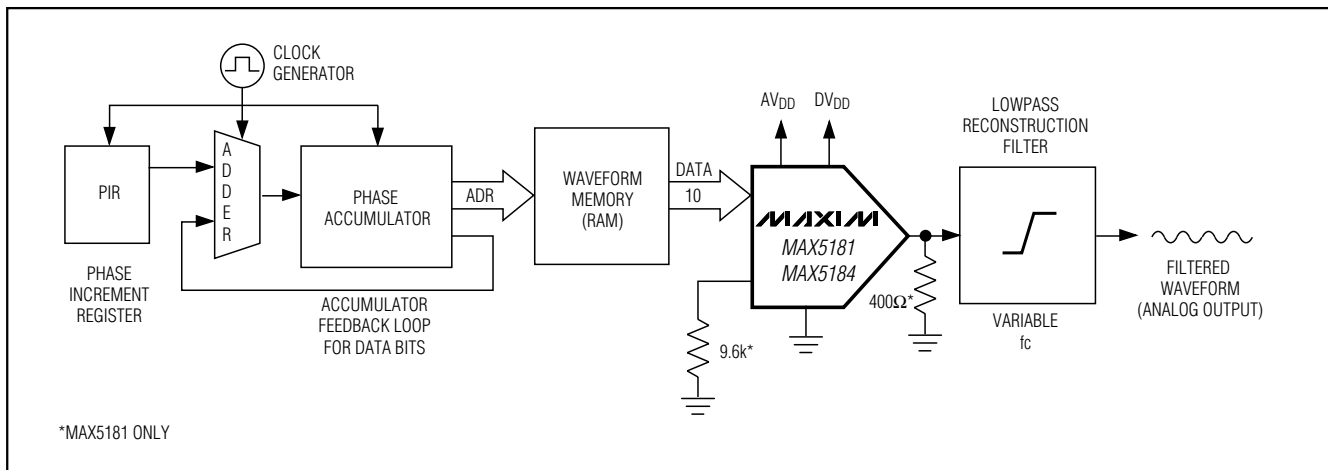 CLOCK
GENERATOR
PIR
PHASE
INCREMENT
REGISTER
ADDER
PHASE
ACCUMULATOR
ACCUMULATOR
FEEDBACK LOOP
FOR DATA BITS
ADR
WAVEFORM
MEMORY
(RAM)
DATA
10
AVDD
DVDD
MAXIM
MAX5181
MAX5184
9.6k*
400Ω*
LOWPASS
RECONSTRUCTION
FILTER
VARIABLE
fc
FILTERED
WAVEFORM
(ANALOG OUTPUT)
*MAX5181 ONLY